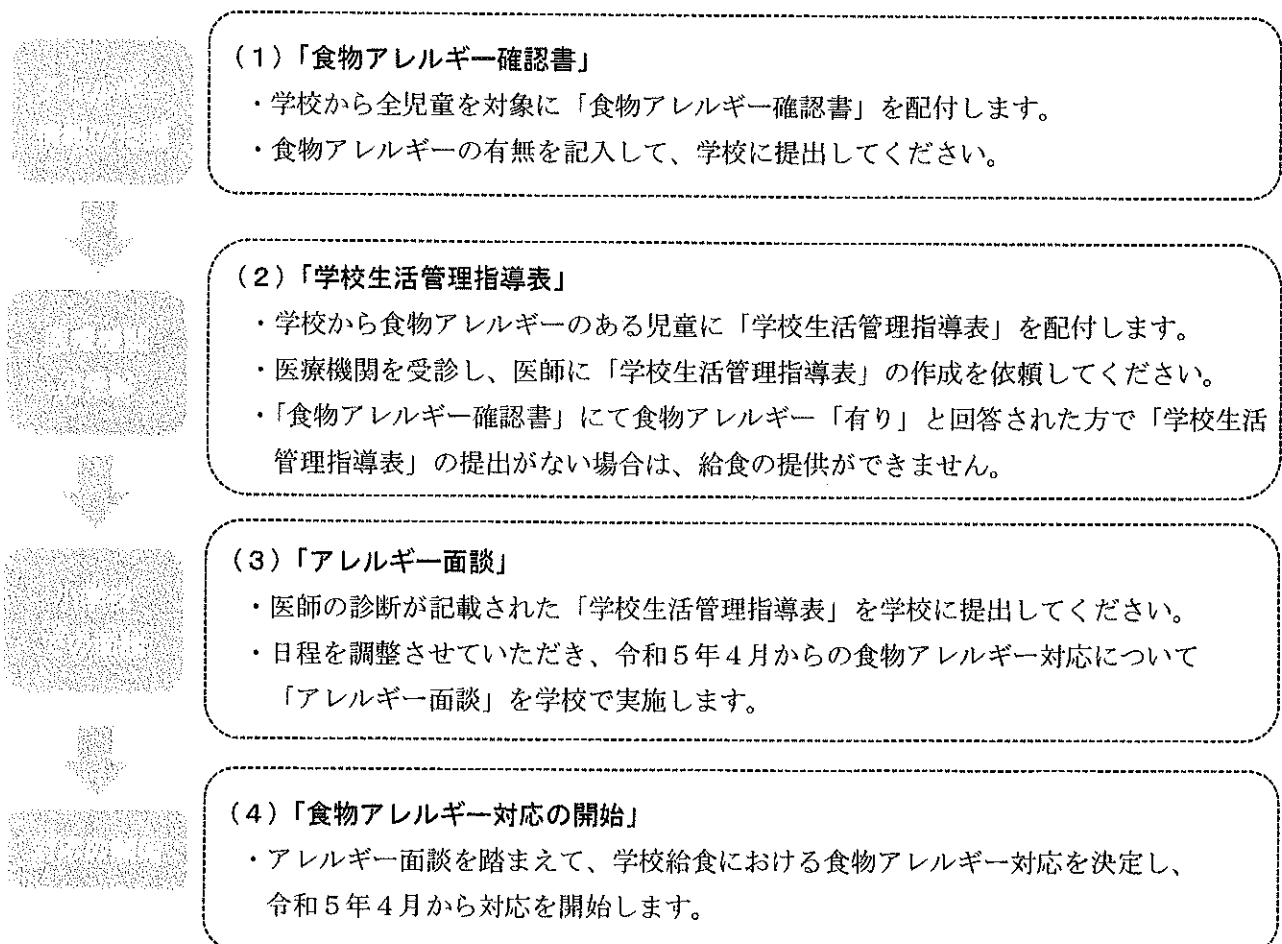 (1)「食物アレルギー確認書」
・学校から全児童を対象に「食物アレルギー確認書」を配付します。
・食物アレルギーの有無を記入して、学校に提出してください。
(2)「学校生活管理指導表」
・学校から食物アレルギーのある児童に「学校生活管理指導表」を配付します。
・医療機関を受診し、医師に「学校生活管理指導表」の作成を依頼してください。
・「食物アレルギー確認書」にて食物アレルギー「有り」と回答された方で「学校生活
管理指導表」の提出がない場合は、給食の提供ができません。
(3)「アレルギー面談」
・医師の診断が記載された「学校生活管理指導表」を学校に提出してください。
・日程を調整させていただき、令和5年4月からの食物アレルギー対応について
「アレルギー面談」を学校で実施します。
(4)「食物アレルギー対応の開始」
・アレルギー面談を踏まえて、学校給食における食物アレルギー対応を決定し、
令和5年4月から対応を開始します。